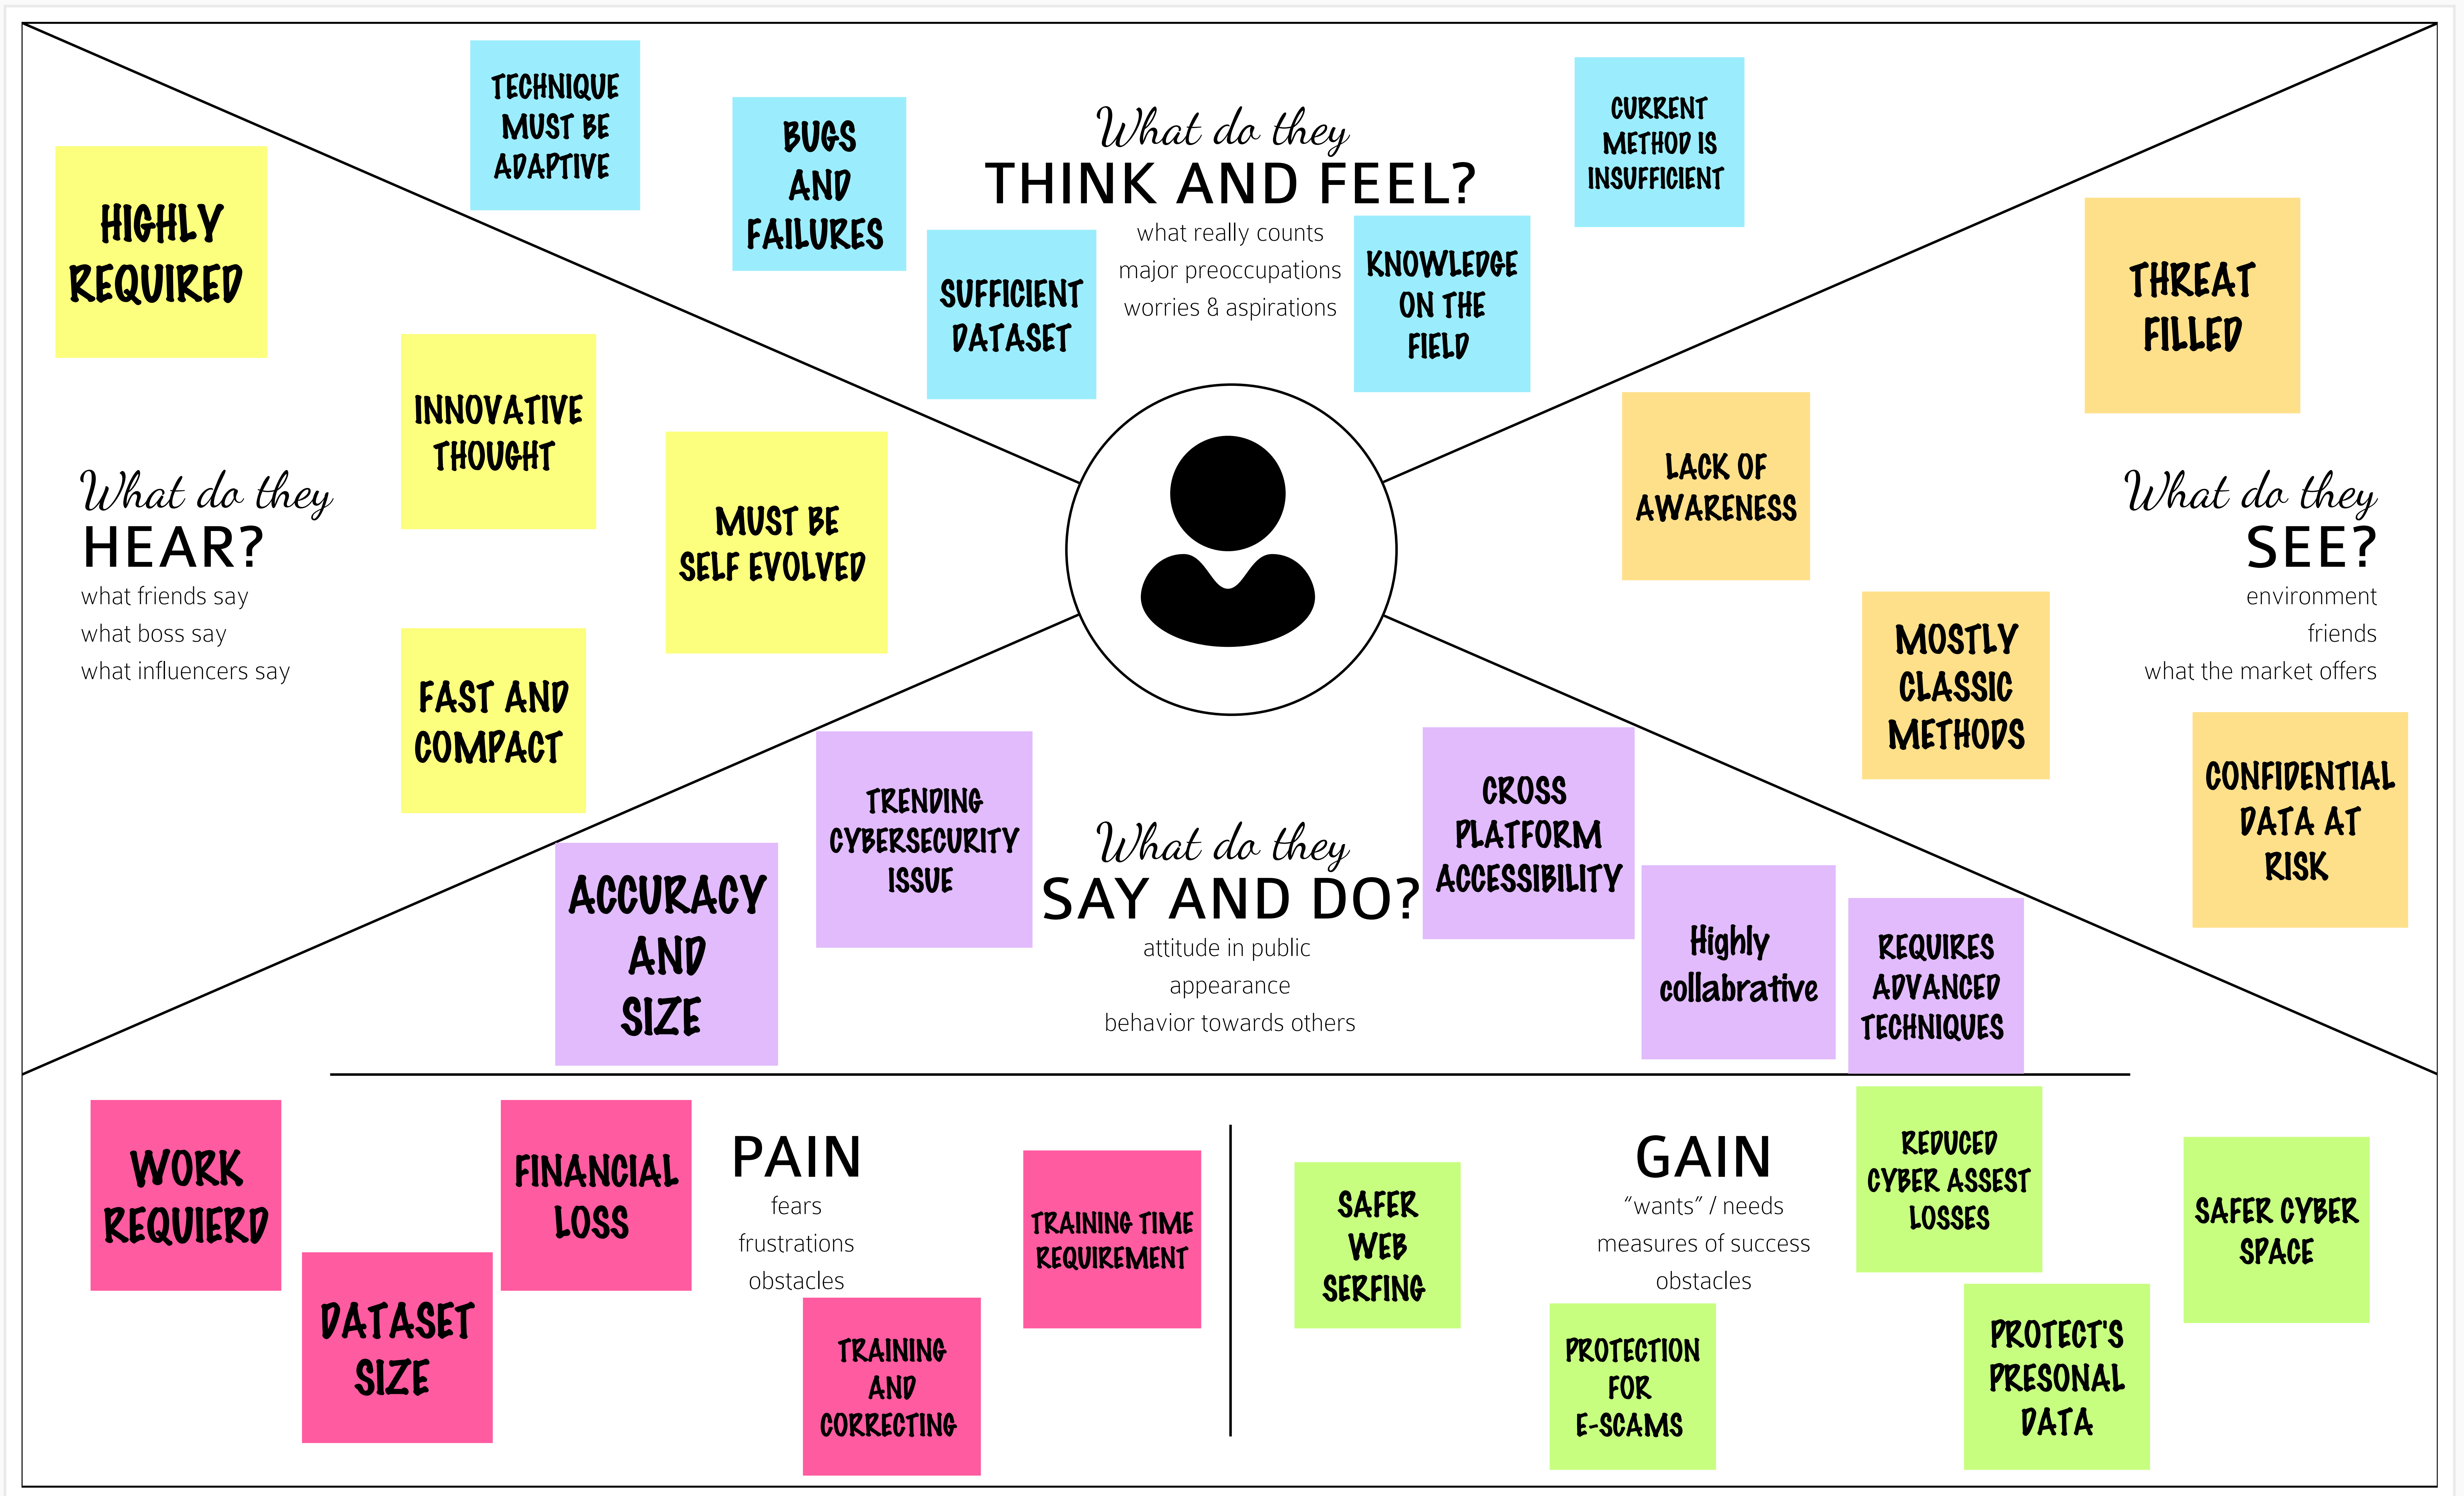 TECHNIQUE
MUST BE
ADAPTIVE
BUGS
AND
FAILURES
SUFFICIENT
DATASET
What do they
THINK AND FEEL?
what really counts
major preoccupations
worries & aspirations
KNOWLEDGE
ON THE
FIELD
CURRENT
METHOD IS
INSUFFICIENT
HIGHLY
REQUIRED
INNOVATIVE
THOUGHT
MUST BE
SELF EVOLVED
What do they
HEAR?
what friends say
what boss say
what influencers say
FAST AND
COMPACT
THREAT
FILLED
LACK OF
AWARENESS
What do they
SEE?
environment
friends
what the market offers
MOSTLY
CLASSIC
METHODS
CONFIDENTIAL
DATA AT
RISK
ACCURACY
AND
SIZE
TRENDING
CYBERSECURITY
ISSUE
What do they
SAY AND DO?
attitude in public
appearance
behavior towards others
CROSS
PLATFORM
ACCESSIBILITY
Highly
collabrative
REQUIRES
ADVANCED
TECHNIQUES
WORK
REQUIERD
DATASET
SIZE
FINANCIAL
LOSS
PAIN
fears
frustrations
obstacles
TRAINING
AND
CORRECTING
TRAINING TIME
REQUIREMENT
SAFER
WEB
SERFING
GAIN
“wants” / needs
measures of success
obstacles
PROTECTION
FOR
E-SCAMS
REDUCED
CYBER ASSEST
LOSSES
PROTECT'S
PRESONAL
DATA
SAFER CYBER
SPACE